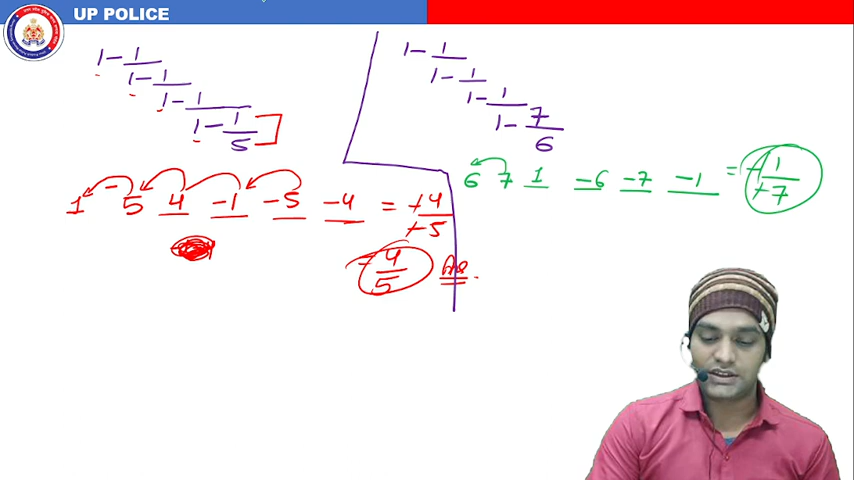 UP POLICE
1 - 1
1 - 1
1 - 1
1 - 1
5
1 - 1
1 - 1
1 - 1
1 - 7
6
1 5 4 -1 -5 -4 = +4
+5
-4
5
Ans.
6 7 1 -6 -7 -1 = 1
7